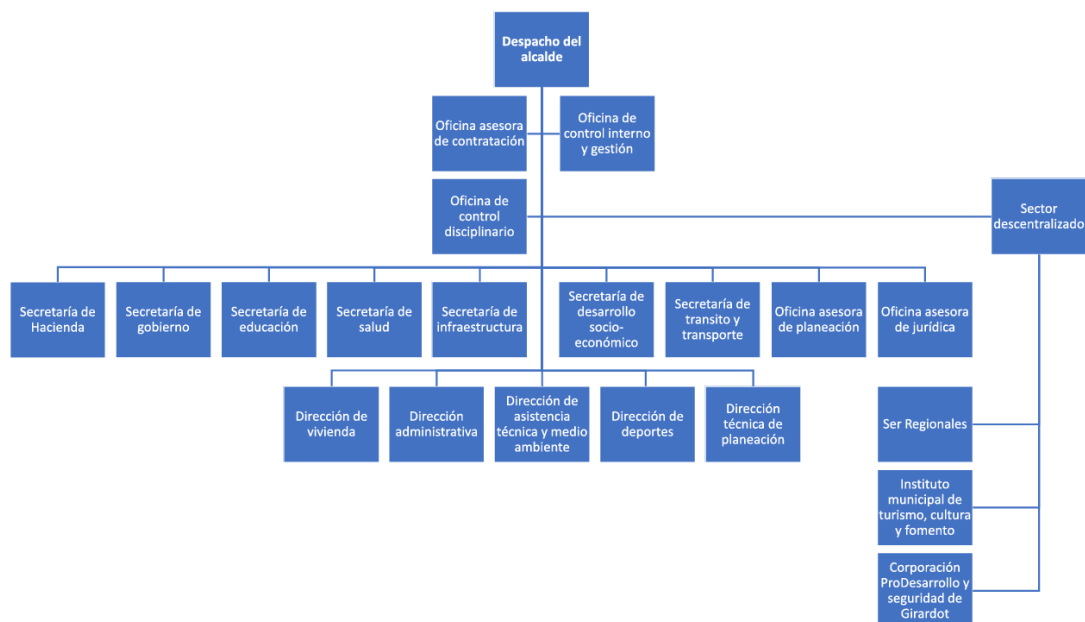 Despacho del
alcalde
Oficina asesora
de contratación
Oficina de
control interno
y gestión
Oficina de
control
disciplinario
Sector
descentralizado
Secretaría de
Hacienda
Secretaría de
gobierno
Secretaría de
educación
Secretaría de
salud
Secretaría de
infraestructura
Secretaría de
desarrollo
socio-
económico
Secretaría de
transito y
transporte
Oficina asesora
de planeación
Oficina asesora
de jurídica
Dirección de
vivienda
Dirección
administrativa
Dirección de
asistencia
técnica y medio
ambiente
Dirección de
deportes
Dirección
técnica de
planeación
Ser Regionales
Instituto
municipal de
turismo, cultura
y fomento
Corporación
ProDesarrollo y
seguridad de
Girardot